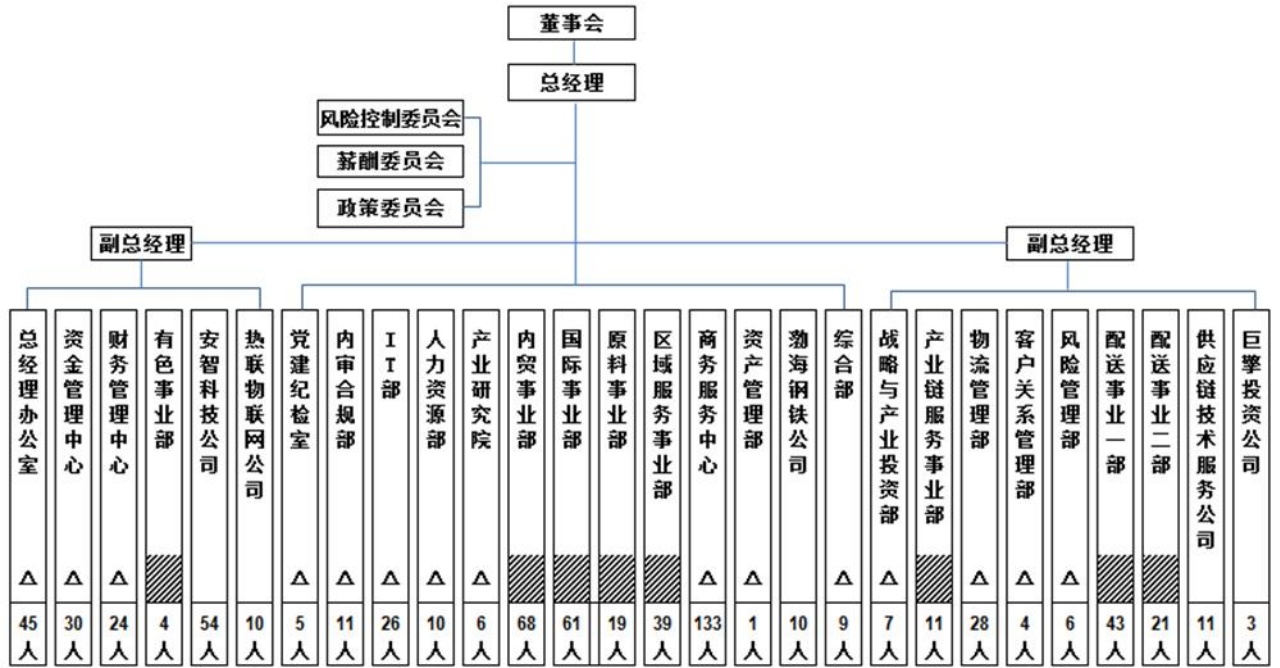 董事会
总经理
风险控制委员会
薪酬委员会
政策委员会
副总经理
副总经理
总经理办公室
资金管理中心
财务管理中心
有色事业部
安智科技公司
热联物联网公司
党建纪检室
内审合规部
IT部
人力资源部
产业研究院
内贸事业部
国际事业部
原料事业部
区域服务事业部
商务服务中心
资产管理部
渤海钢铁公司
综合部
战略与产业投资部
产业链服务事业部
物流管理部
客户关系管理部
风险管理部
配送事业一部
配送事业二部
供应链技术服务公司
巨擎投资公司
△ △ △ △ △ △ △ △ △ △ △ △ △ △ △
45人
30人
24人
4人
54人
10人
5人
11人
26人
10人
6人
68人
61人
19人
39人
133人
1人
10人
9人
7人
11人
28人
4人
6人
43人
21人
11人
3人